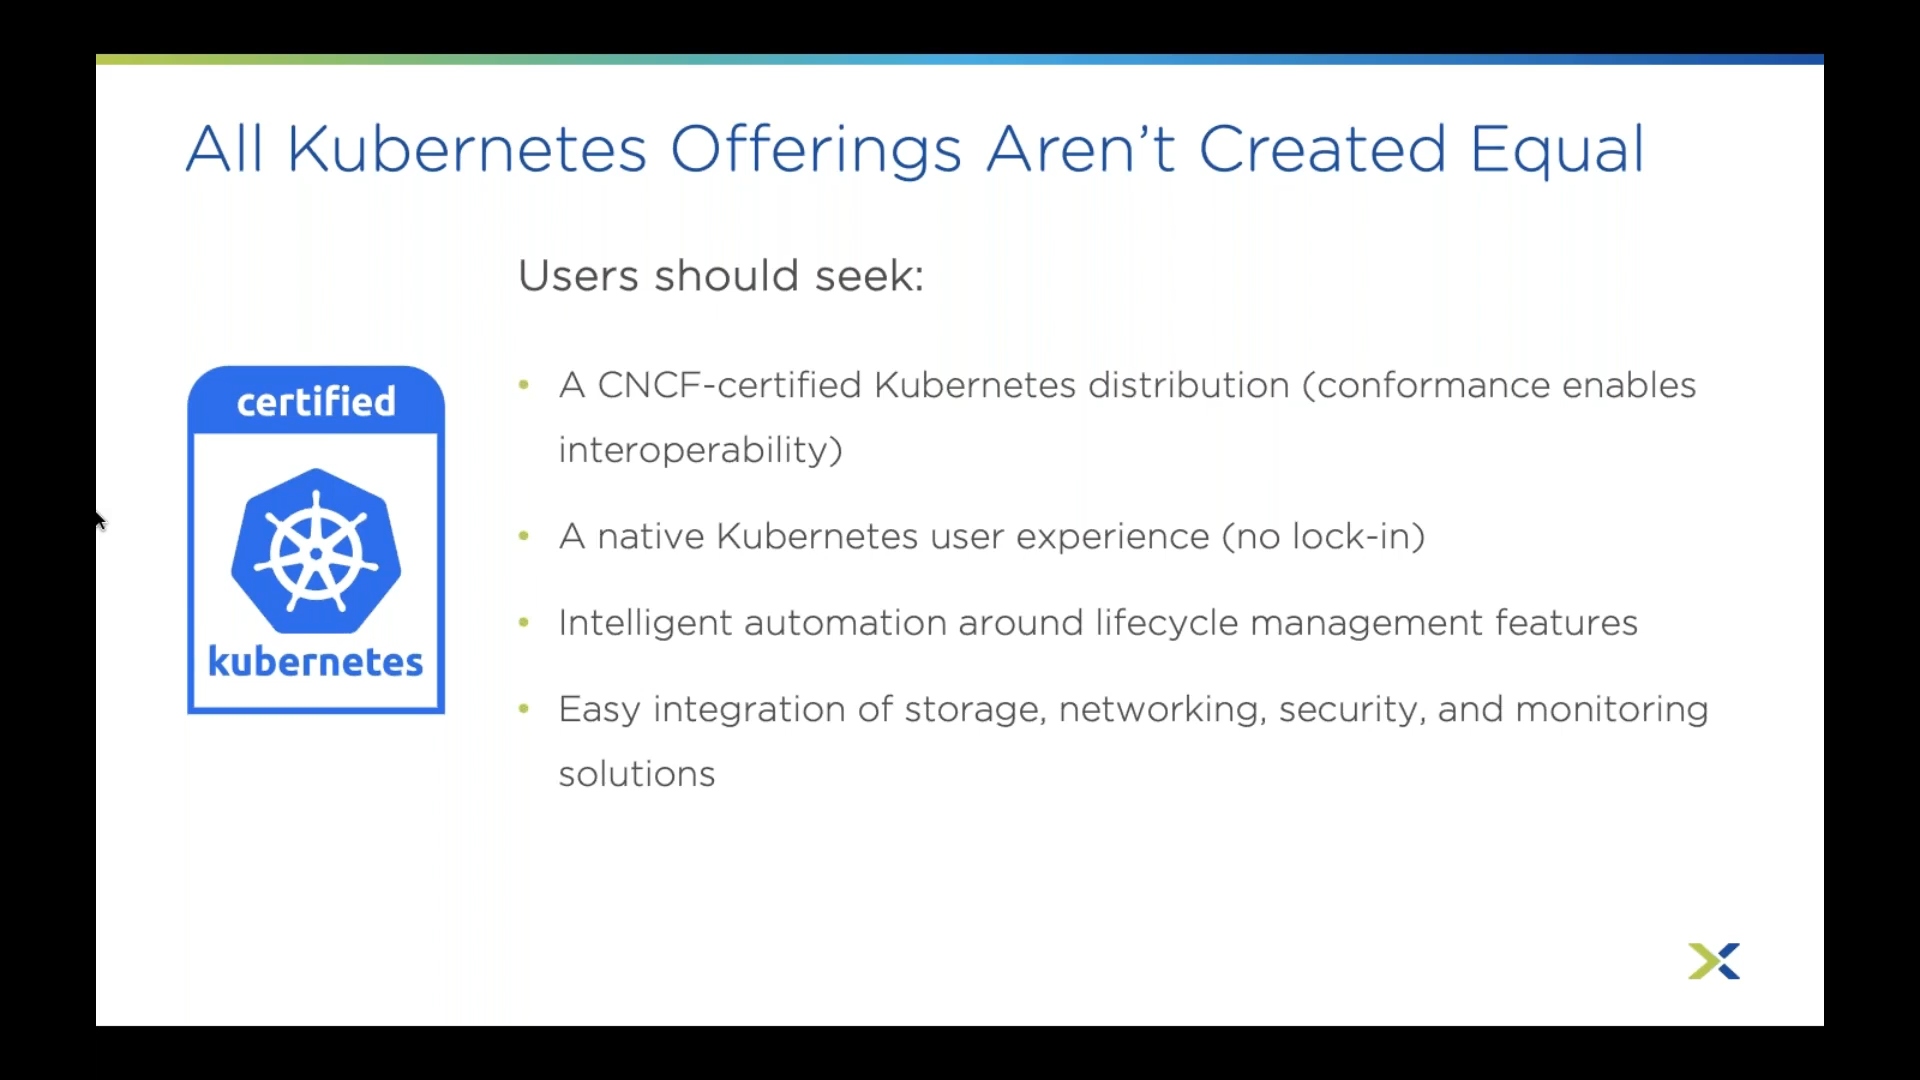 All Kubernetes Offerings Aren’t Created Equal
Users should seek:
certified
kubernetes
• A CNCF-certified Kubernetes distribution (conformance enables
interoperability)
• A native Kubernetes user experience (no lock-in)
• Intelligent automation around lifecycle management features
• Easy integration of storage, networking, security, and monitoring
solutions